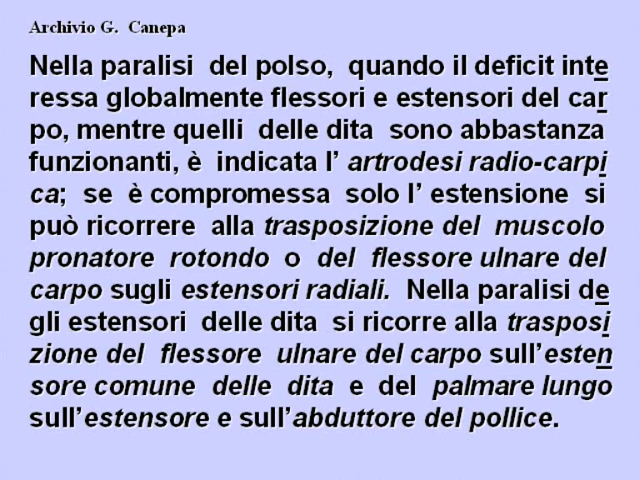 Archivio G. Canepa
Nella paralisi del polso, quando il deficit inte
ressa globalmente flessori e estensori del car
po, mentre quelli delle dita sono abbastanza
funzionanti, è indicata l' artrodesi radio-carpi
ca; se è compromessa solo l' estensione si
può ricorrere alla trasposizione del muscolo
pronatore rotondo o del flessore ulnare del
carpo sugli estensori radiali. Nella paralisi de
gli estensori delle dita si ricorre alla trasposi
zione del flessore ulnare del carpo sull'esten
sore comune delle dita e del palmare lungo
sull'estensore e sull'abduttore del pollice.